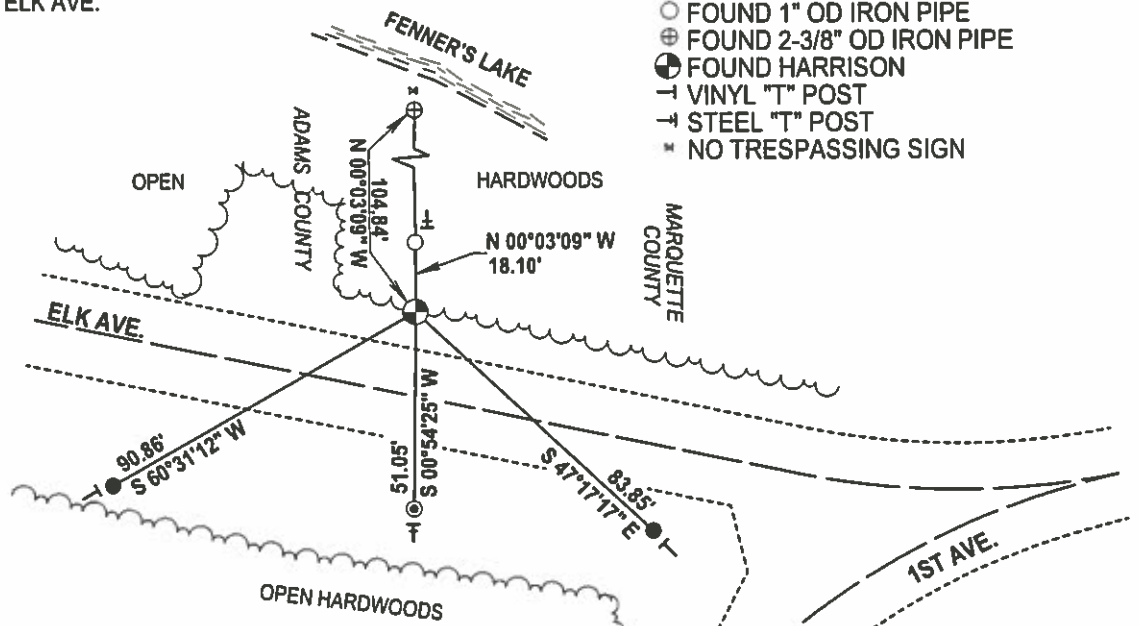 ELK AVE.
○ FOUND 1" OD IRON PIPE
⊕ FOUND 2-3/8" OD IRON PIPE
FOUND HARRISON
VINYL "T" POST
STEEL "T" POST
NO TRESPASSING SIGN
FENNER'S LAKE
ADAMS
COUNTY
OPEN
HARDWOODS
104.84'
N 00°03'09" W
N 00°03'09" W
18.10'
MARQUETTE
COUNTY
ELK AVE.
90.86'
S 60°31'12" W
51.05'
S 00°54'25" W
83.85'
S 47°17'17" E
1ST AVE.
OPEN HARDWOODS